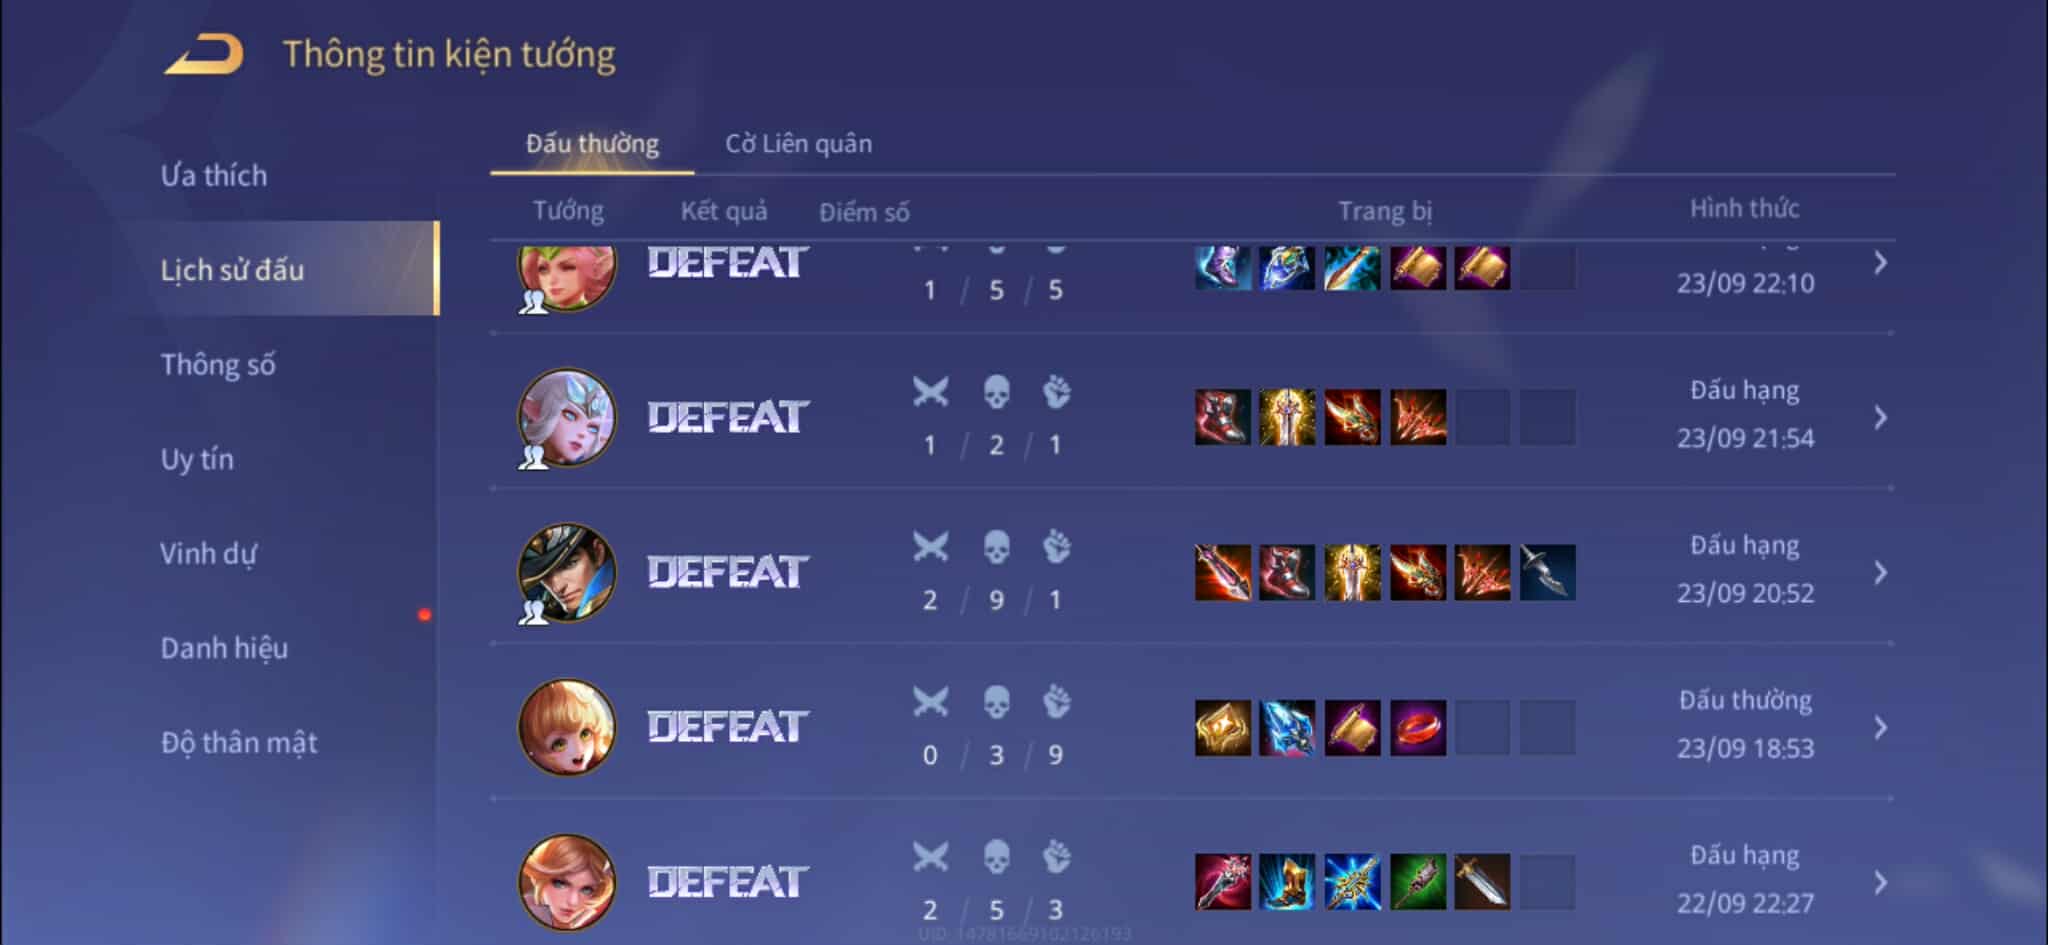 Thông tin kiện tướng
Đấu thường Cờ Liên quân
Ưa thích
Lịch sử đấu
Thông số
Uy tín
Vinh dự
Danh hiệu
Độ thân mật
Tướng Kết quả Điểm số Trang bị Hình thức
DEFEAT 1 / 5 / 5 23/09 22:10
DEFEAT 1 / 2 / 1 Đấu hạng 23/09 21:54
DEFEAT 2 / 9 / 1 Đấu hạng 23/09 20:52
DEFEAT 0 / 3 / 9 Đấu thường 23/09 18:53
DEFEAT 2 / 5 / 3 Đấu hạng 22/09 22:27